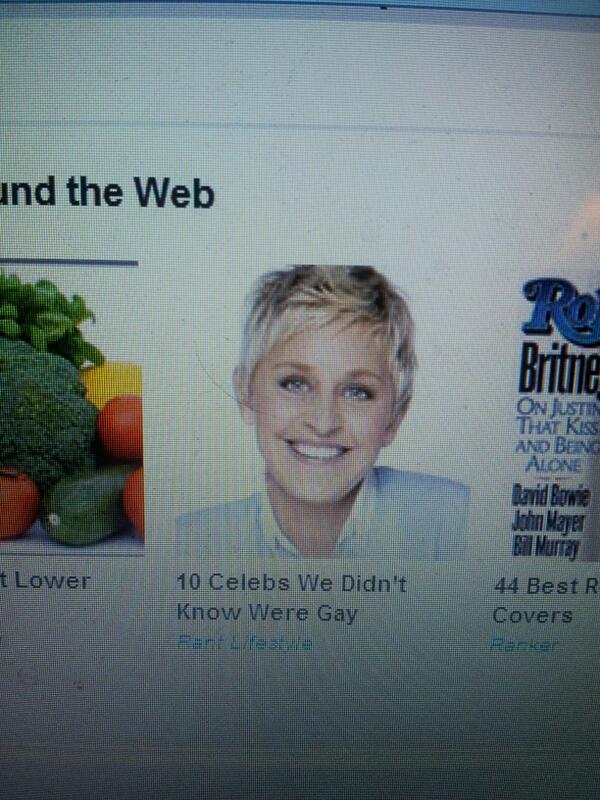 und the Web
Ro
Britne
ON JUSTIN
THAT KISS
AND BEING
ALONE
David Bowie
John Mayer
Bill Murray
t Lower
10 Celebs We Didn't
Know Were Gay
Rant Lifestyle
44 Best R
Covers
Ranker